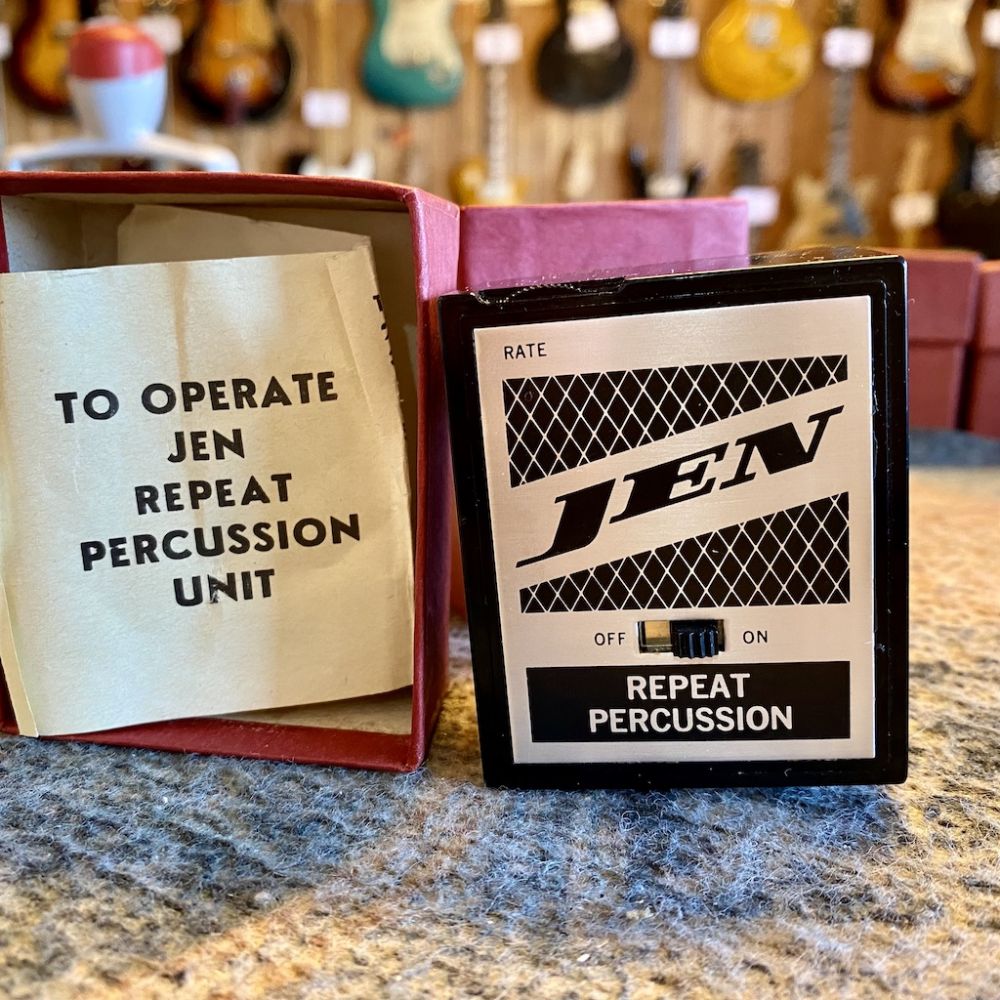 TO OPERATE
JEN
REPEAT
PERCUSSION
UNIT
RATE
JEN
OFF
ON
REPEAT
PERCUSSION